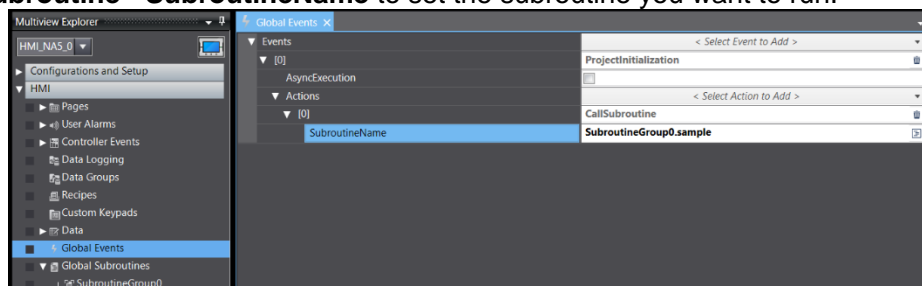 ubroutine - SubroutineName to set the subroutine you want to run.
Multiview Explorer
HMI_NA5_0
Configurations and Setup
HMI
Pages
User Alarms
Controller Events
Data Logging
Data Groups
Recipes
Custom Keypads
Data
Global Events
Global Subroutines
SubroutineGroup0
Global Events
Events
< Select Event to Add >
[0]
ProjectInitialization
AsyncExecution
Actions
< Select Action to Add >
[0]
CallSubroutine
SubroutineName
SubroutineGroup0.sample